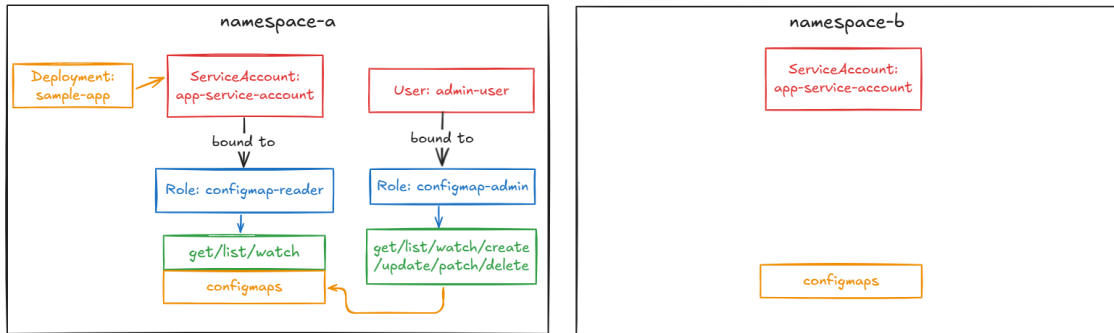 namespace-a
Deployment:
sample-app
ServiceAccount:
app-service-account
User: admin-user
bound to
bound to
Role: configmap-reader
Role: configmap-admin
get/list/watch
get/list/watch/create
/update/patch/delete
configmaps
namespace-b
ServiceAccount:
app-service-account
configmaps